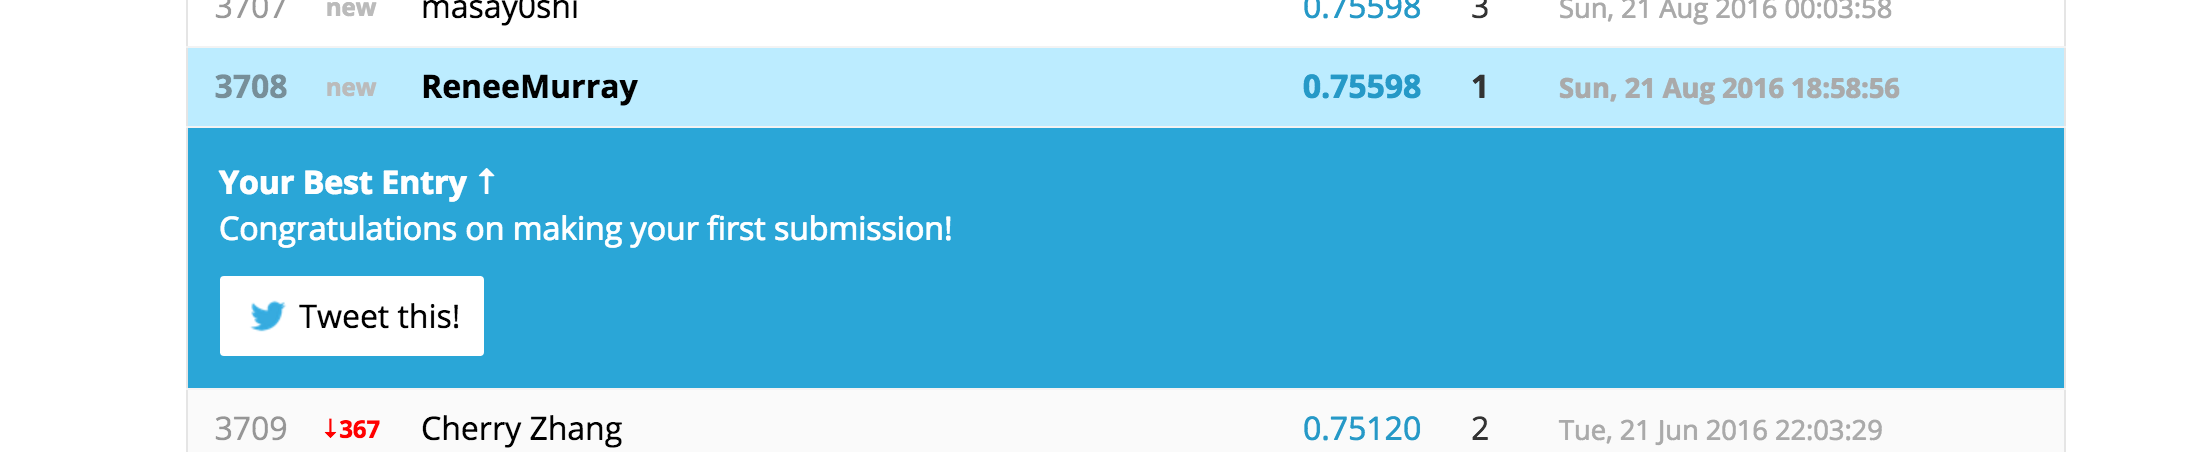 3707 new masay0shi 0.75598 3 Sun, 21 Aug 2016 00:03:58
3708 new ReneeMurray 0.75598 1 Sun, 21 Aug 2016 18:58:56
Your Best Entry ↑
Congratulations on making your first submission!
Tweet this!
3709 ↓367 Cherry Zhang 0.75120 2 Tue, 21 Jun 2016 22:03:29